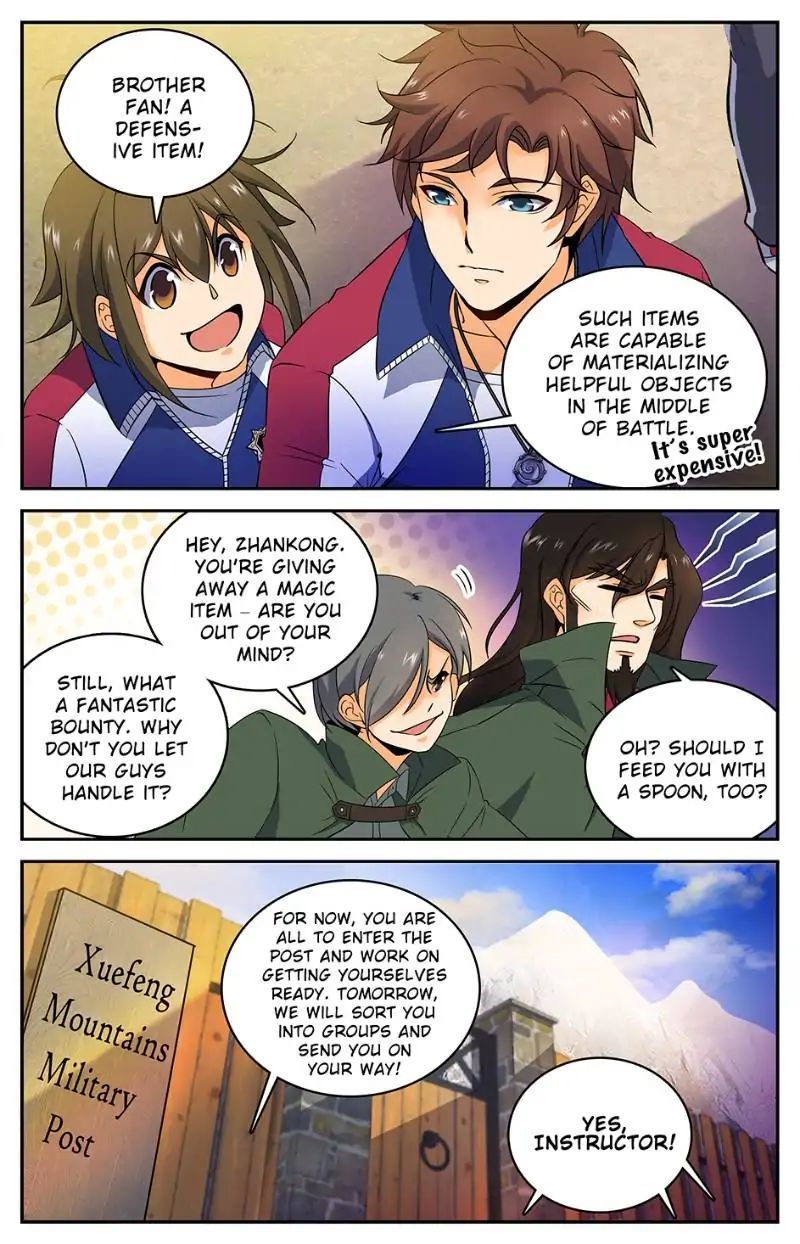 BROTHER
FAN! A
DEFENS-
IVE ITEM!
SUCH ITEMS
ARE CAPABLE
OF MATERIALIZING
HELPFUL OBJECTS
IN THE MIDDLE
OF BATTLE.
It's super
expensive!
HEY, ZHANKONG.
YOU'RE GIVING
AWAY A MAGIC
ITEM – ARE YOU
OUT OF YOUR
MIND?
STILL, WHAT
A FANTASTIC
BOUNTY. WHY
DON'T YOU LET
OUR GUYS
HANDLE IT?
OH? SHOULD I
FEED YOU WITH
A SPOON, TOO?
Xuefeng
Mountains
Military
Post
FOR NOW, YOU ARE
ALL TO ENTER THE
POST AND WORK ON
GETTING YOURSELVES
READY. TOMORROW,
WE WILL SORT YOU
INTO GROUPS AND
SEND YOU ON
YOUR WAY!
YES,
INSTRUCTOR!